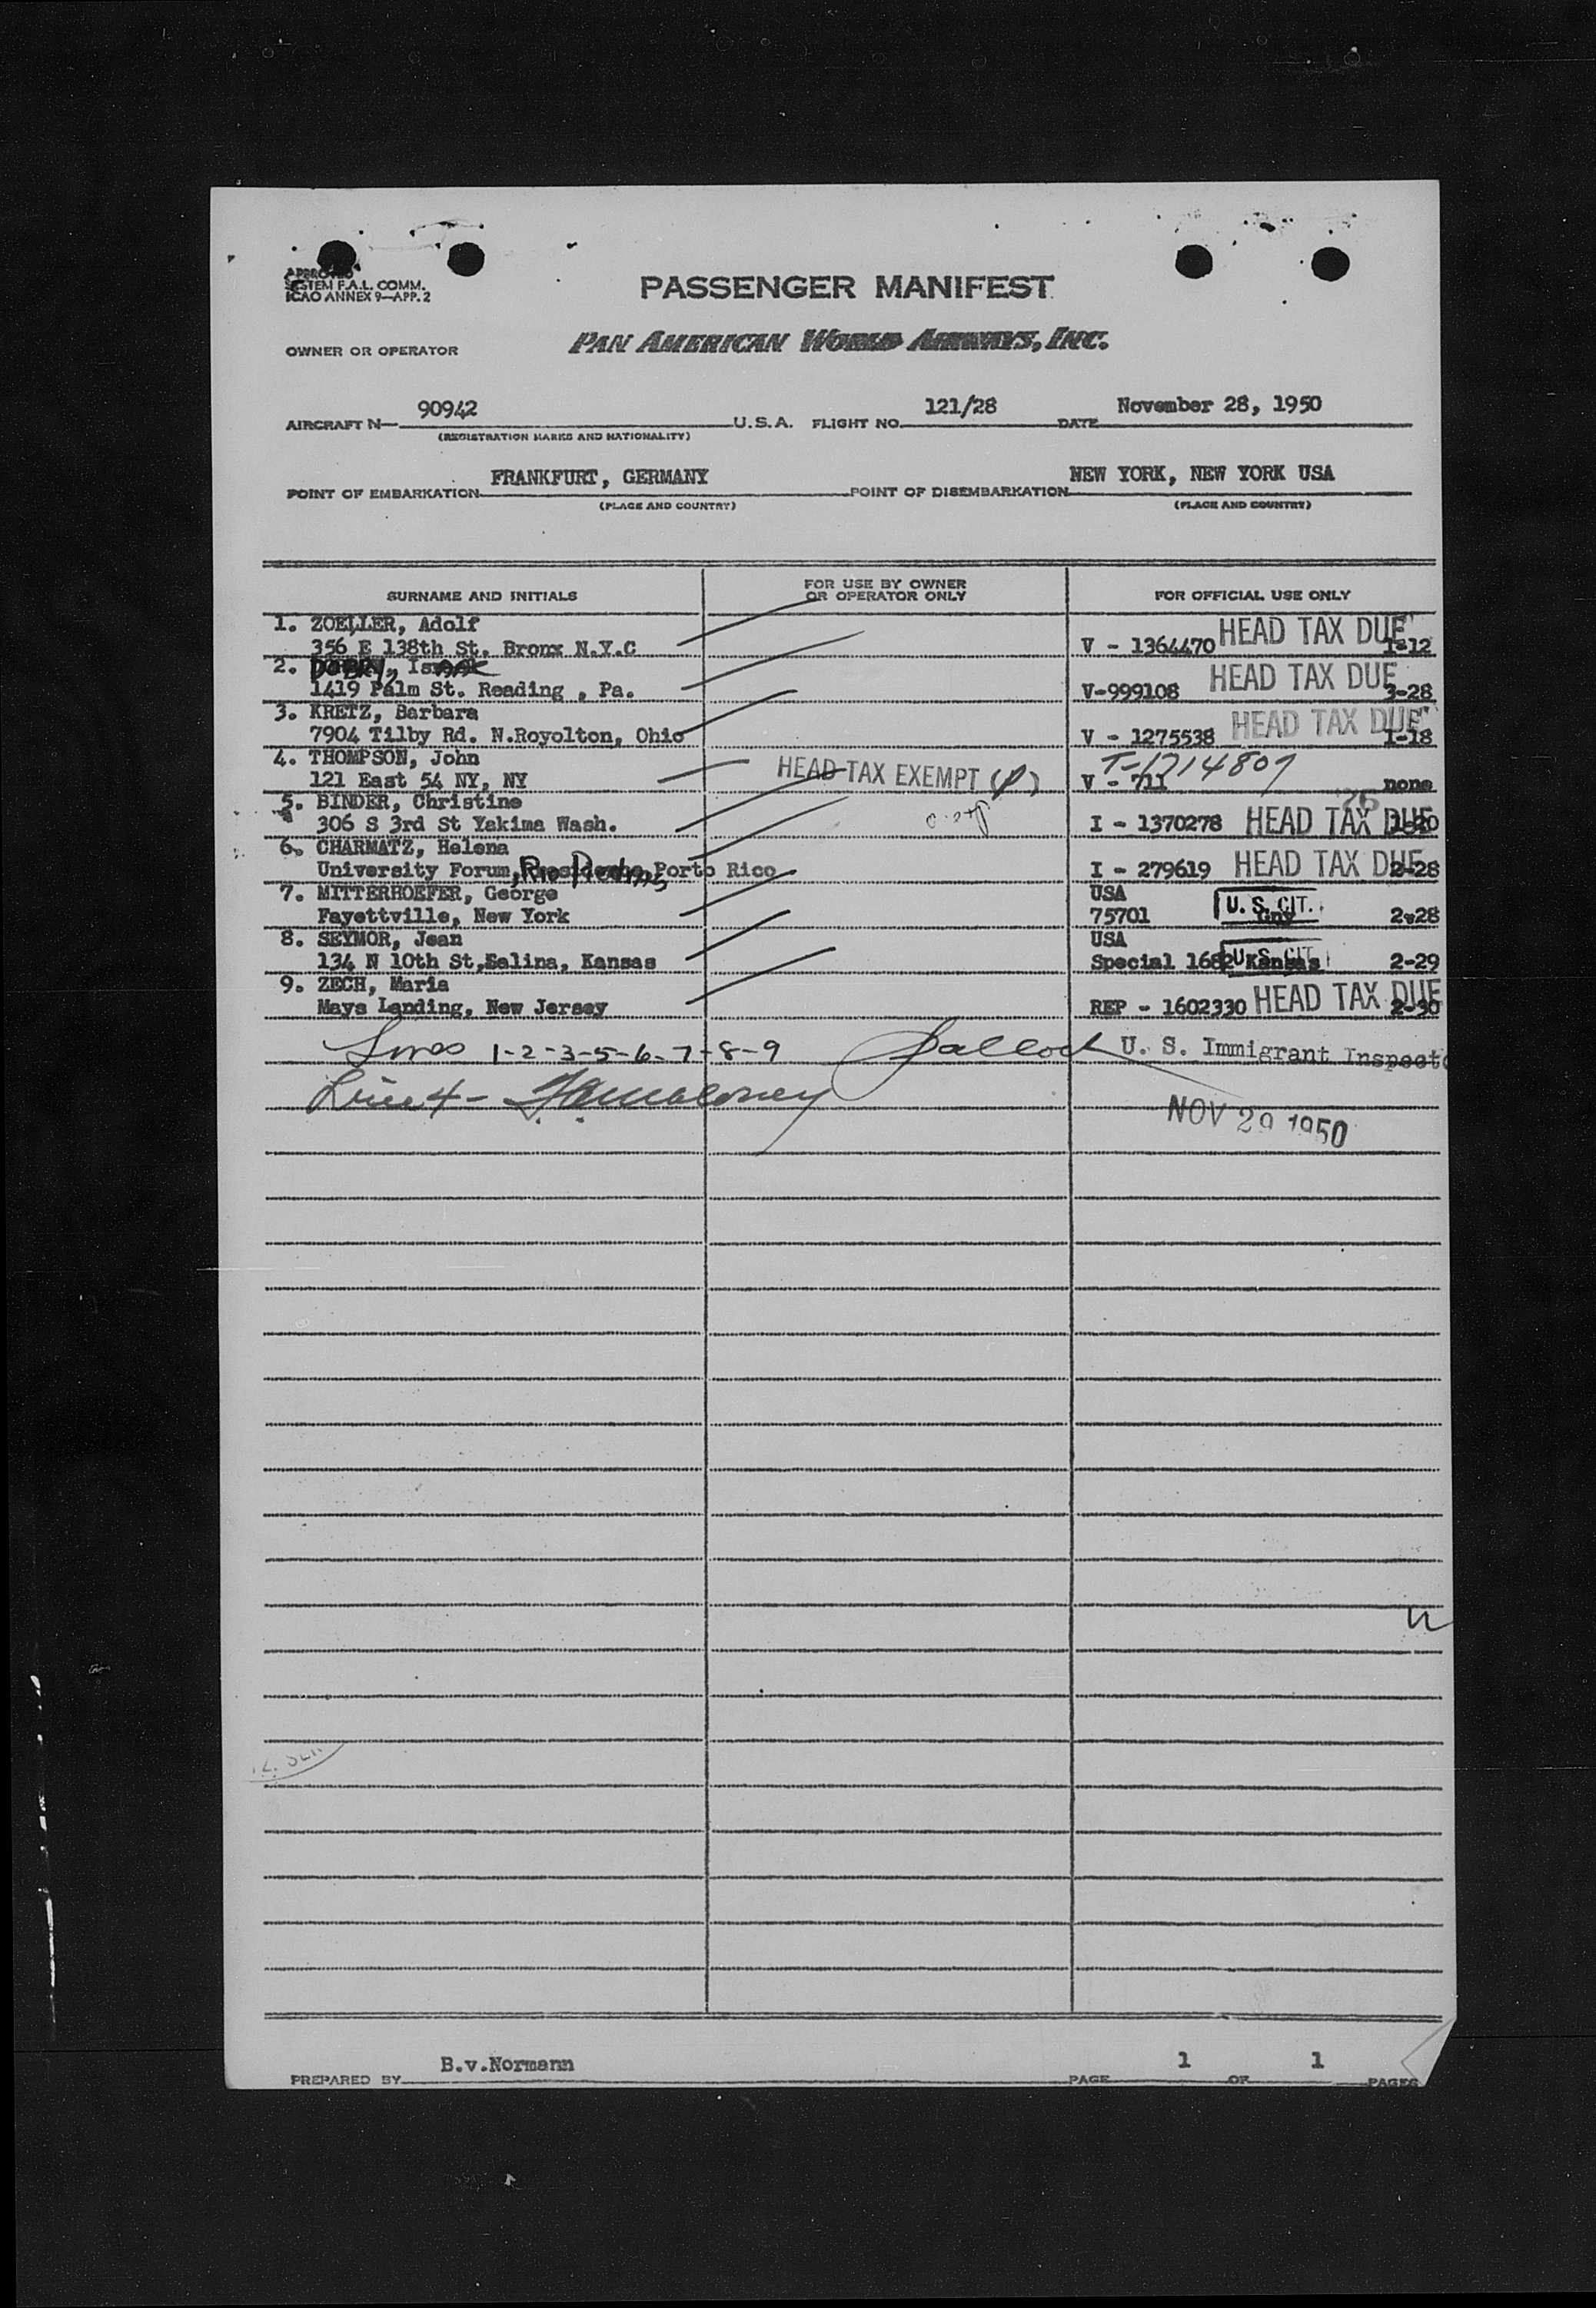 APPROVED
SYSTEM F.A.L. COMM.
ICAO ANNEX 9—APP. 2
PASSENGER MANIFEST
OWNER OR OPERATOR PAN AMERICAN WORLD AIRWAYS, INC.
AIRCRAFT N— 90942 U.S.A. FLIGHT NO. 121/28 DATE November 28, 1950
(REGISTRATION MARKS AND NATIONALITY)
POINT OF EMBARKATION FRANKFURT, GERMANY POINT OF DISEMBARKATION NEW YORK, NEW YORK USA
(PLACE AND COUNTRY) (PLACE AND COUNTRY)
SURNAME AND INITIALS FOR USE BY OWNER OR OPERATOR ONLY FOR OFFICIAL USE ONLY
1. ZOELLER, Adolf
356 E 138th St. Bronx N.Y.C V - 1364470 HEAD TAX DUE 1-12
2.
1419 Palm St. Reading , Pa. V-999108 HEAD TAX DUE 3-28
3. KRETZ, Barbara
7904 Tilby Rd. N.Royolton, Ohio V - 1275538 HEAD TAX DUE 1-18
4. THOMPSON, John T-1214807
121 East 54 NY, NY HEAD TAX EXEMPT V - 711 none
5. BINDER, Christine
306 S 3rd St Yakima Wash. I - 1370278 HEAD TAX DUE
6. CHARMATZ, Helena
University Forum, Rio Piedras Porto Rico I - 279619 HEAD TAX DUE 2-28
7. MITTERHOEFER, George USA
Fayettville, New York 75701 U. S. CIT. 2-28
8. SEYMOR, Jean USA
134 N 10th St,Salina, Kansas Special 1682 Kansas U. S. CIT. 2-29
9. ZECH, Maria
Mays Landing, New Jersey REP - 1602330 HEAD TAX DUE 2-30
Lines 1-2-3-5-6-7-8-9 U. S. Immigrant Inspecto
Line 4-
NOV 29 1950
PREPARED BY B.v.Normann PAGE 1 OF 1 PAGES